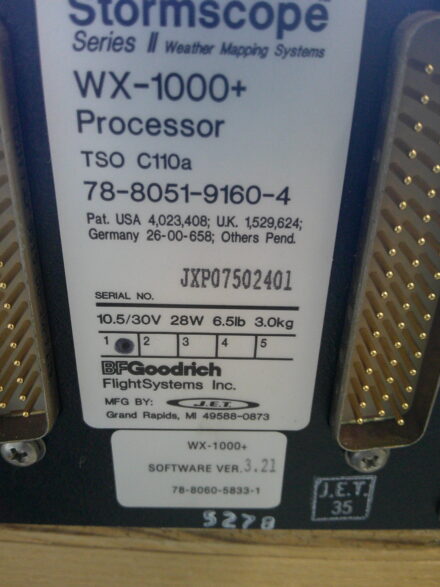 Stormscope
Series II Weather Mapping Systems
WX-1000+
Processor
TSO C110a
78-8051-9160-4
Pat. USA 4,023,408; U.K. 1,529,624;
Germany 26-00-658; Others Pend.
JXP07502401
SERIAL NO.
10.5/30V 28W 6.5lb 3.0kg
1 2 3 4 5
BFGoodrich
FlightSystems Inc.
MFG BY: J.E.T.
Grand Rapids, MI 49588-0873
WX-1000+
SOFTWARE VER. 3.21
78-8060-5833-1
J.E.T.
35
5278